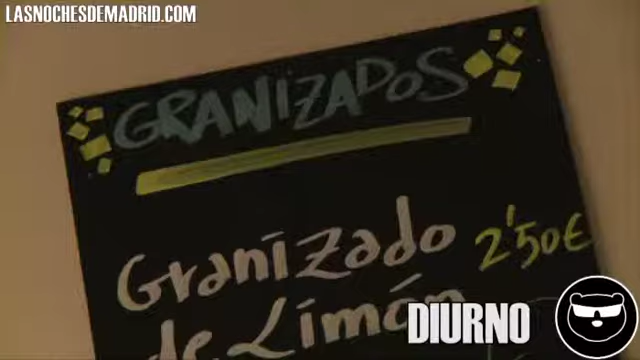 LASNOCHESDEMADRID.COM
GRANIZADOS
Granizado 2'50€
de Limón
DIURNO